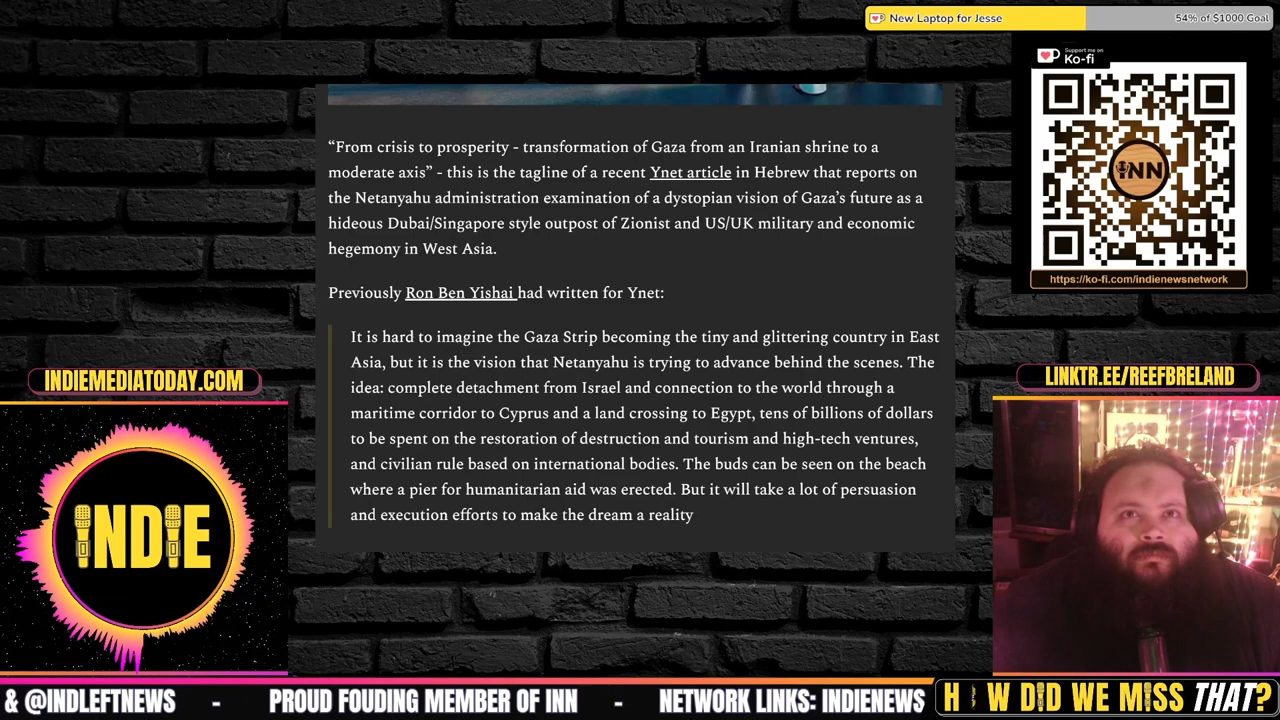 New Laptop for Jesse
54% of $1000 Goal
Support me on
Ko-fi
iNN
https://ko-fi.com/indienewsnetwork
“From crisis to prosperity - transformation of Gaza from an Iranian shrine to a
moderate axis” - this is the tagline of a recent Ynet article in Hebrew that reports on
the Netanyahu administration examination of a dystopian vision of Gaza’s future as a
hideous Dubai/Singapore style outpost of Zionist and US/UK military and economic
hegemony in West Asia.
Previously Ron Ben Yishai had written for Ynet:
It is hard to imagine the Gaza Strip becoming the tiny and glittering country in East
Asia, but it is the vision that Netanyahu is trying to advance behind the scenes. The
idea: complete detachment from Israel and connection to the world through a
maritime corridor to Cyprus and a land crossing to Egypt, tens of billions of dollars
to be spent on the restoration of destruction and tourism and high-tech ventures,
and civilian rule based on international bodies. The buds can be seen on the beach
where a pier for humanitarian aid was erected. But it will take a lot of persuasion
and execution efforts to make the dream a reality
INDIEMEDIATODAY.COM
LINKTR.EE/REEFBRELAND
INDIE
& @INDLEFTNEWS - PROUD FOUDING MEMBER OF INN - NETWORK LINKS: INDIENEWS
HOW DID WE MISS THAT?